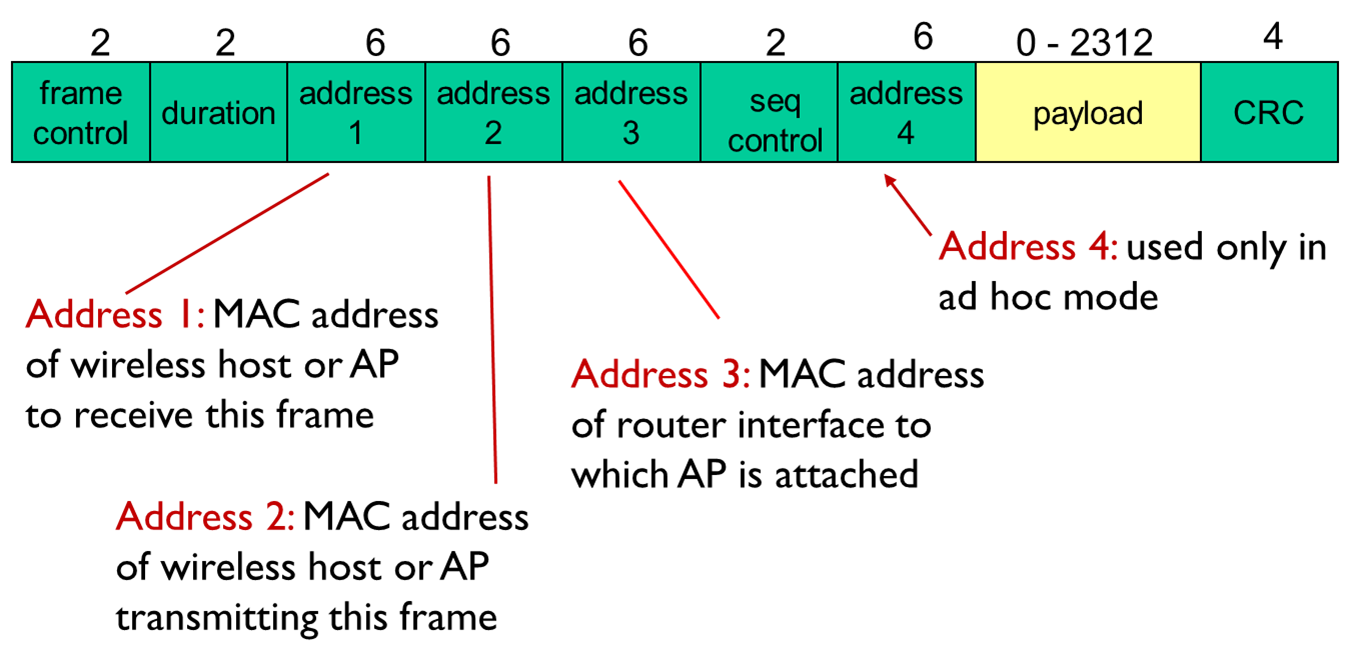 2 2 6 6 6 2 6 0 - 2312 4
frame control
duration
address 1
address 2
address 3
seq control
address 4
payload
CRC
Address 4: used only in
ad hoc mode
Address 1: MAC address
of wireless host or AP
to receive this frame
Address 3: MAC address
of router interface to
which AP is attached
Address 2: MAC address
of wireless host or AP
transmitting this frame